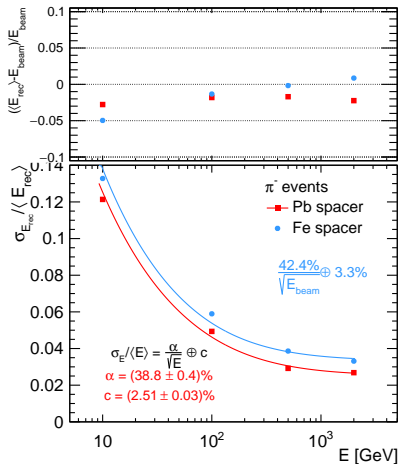 (⟨E_rec⟩-E_beam)/E_beam
0.1
0.05
0
−0.05
−0.1
σ_E_rec/⟨ E_rec⟩
0.14
0.12
0.1
0.08
0.06
0.04
0.02
0
π⁻ events
Pb spacer
Fe spacer
42.4%/√E_beam ⊕ 3.3%
σ_E/⟨E⟩ = α/√E ⊕ c
α = (38.8 ± 0.4)%
c = (2.51 ± 0.03)%
10 10² 10³
E [GeV]